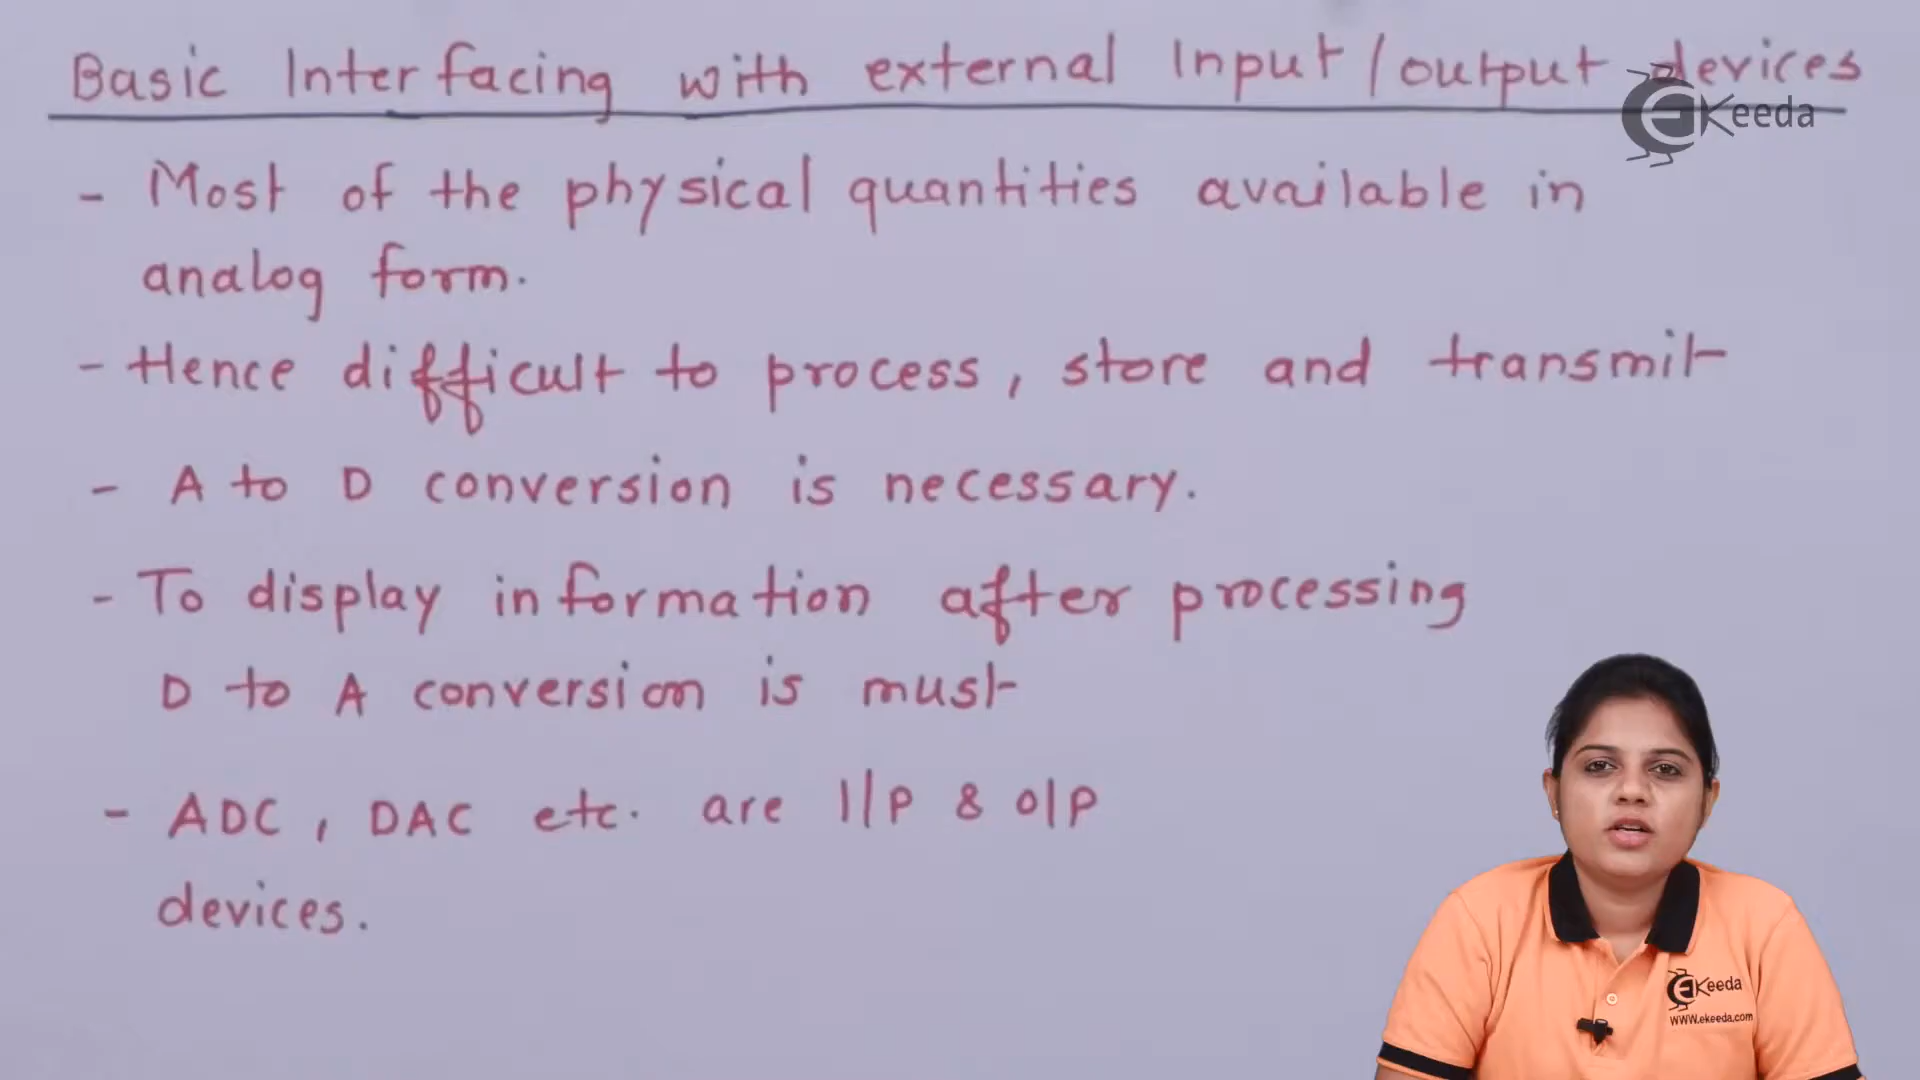 Basic Interfacing with external Input/output devices
EKeeda
- Most of the physical quantities available in
analog form.
- Hence difficult to process, store and transmit
- A to D conversion is necessary.
- To display information after processing
D to A conversion is must
- ADC, DAC etc. are I/P & O/P
devices.
EKeeda
www.ekeeda.com